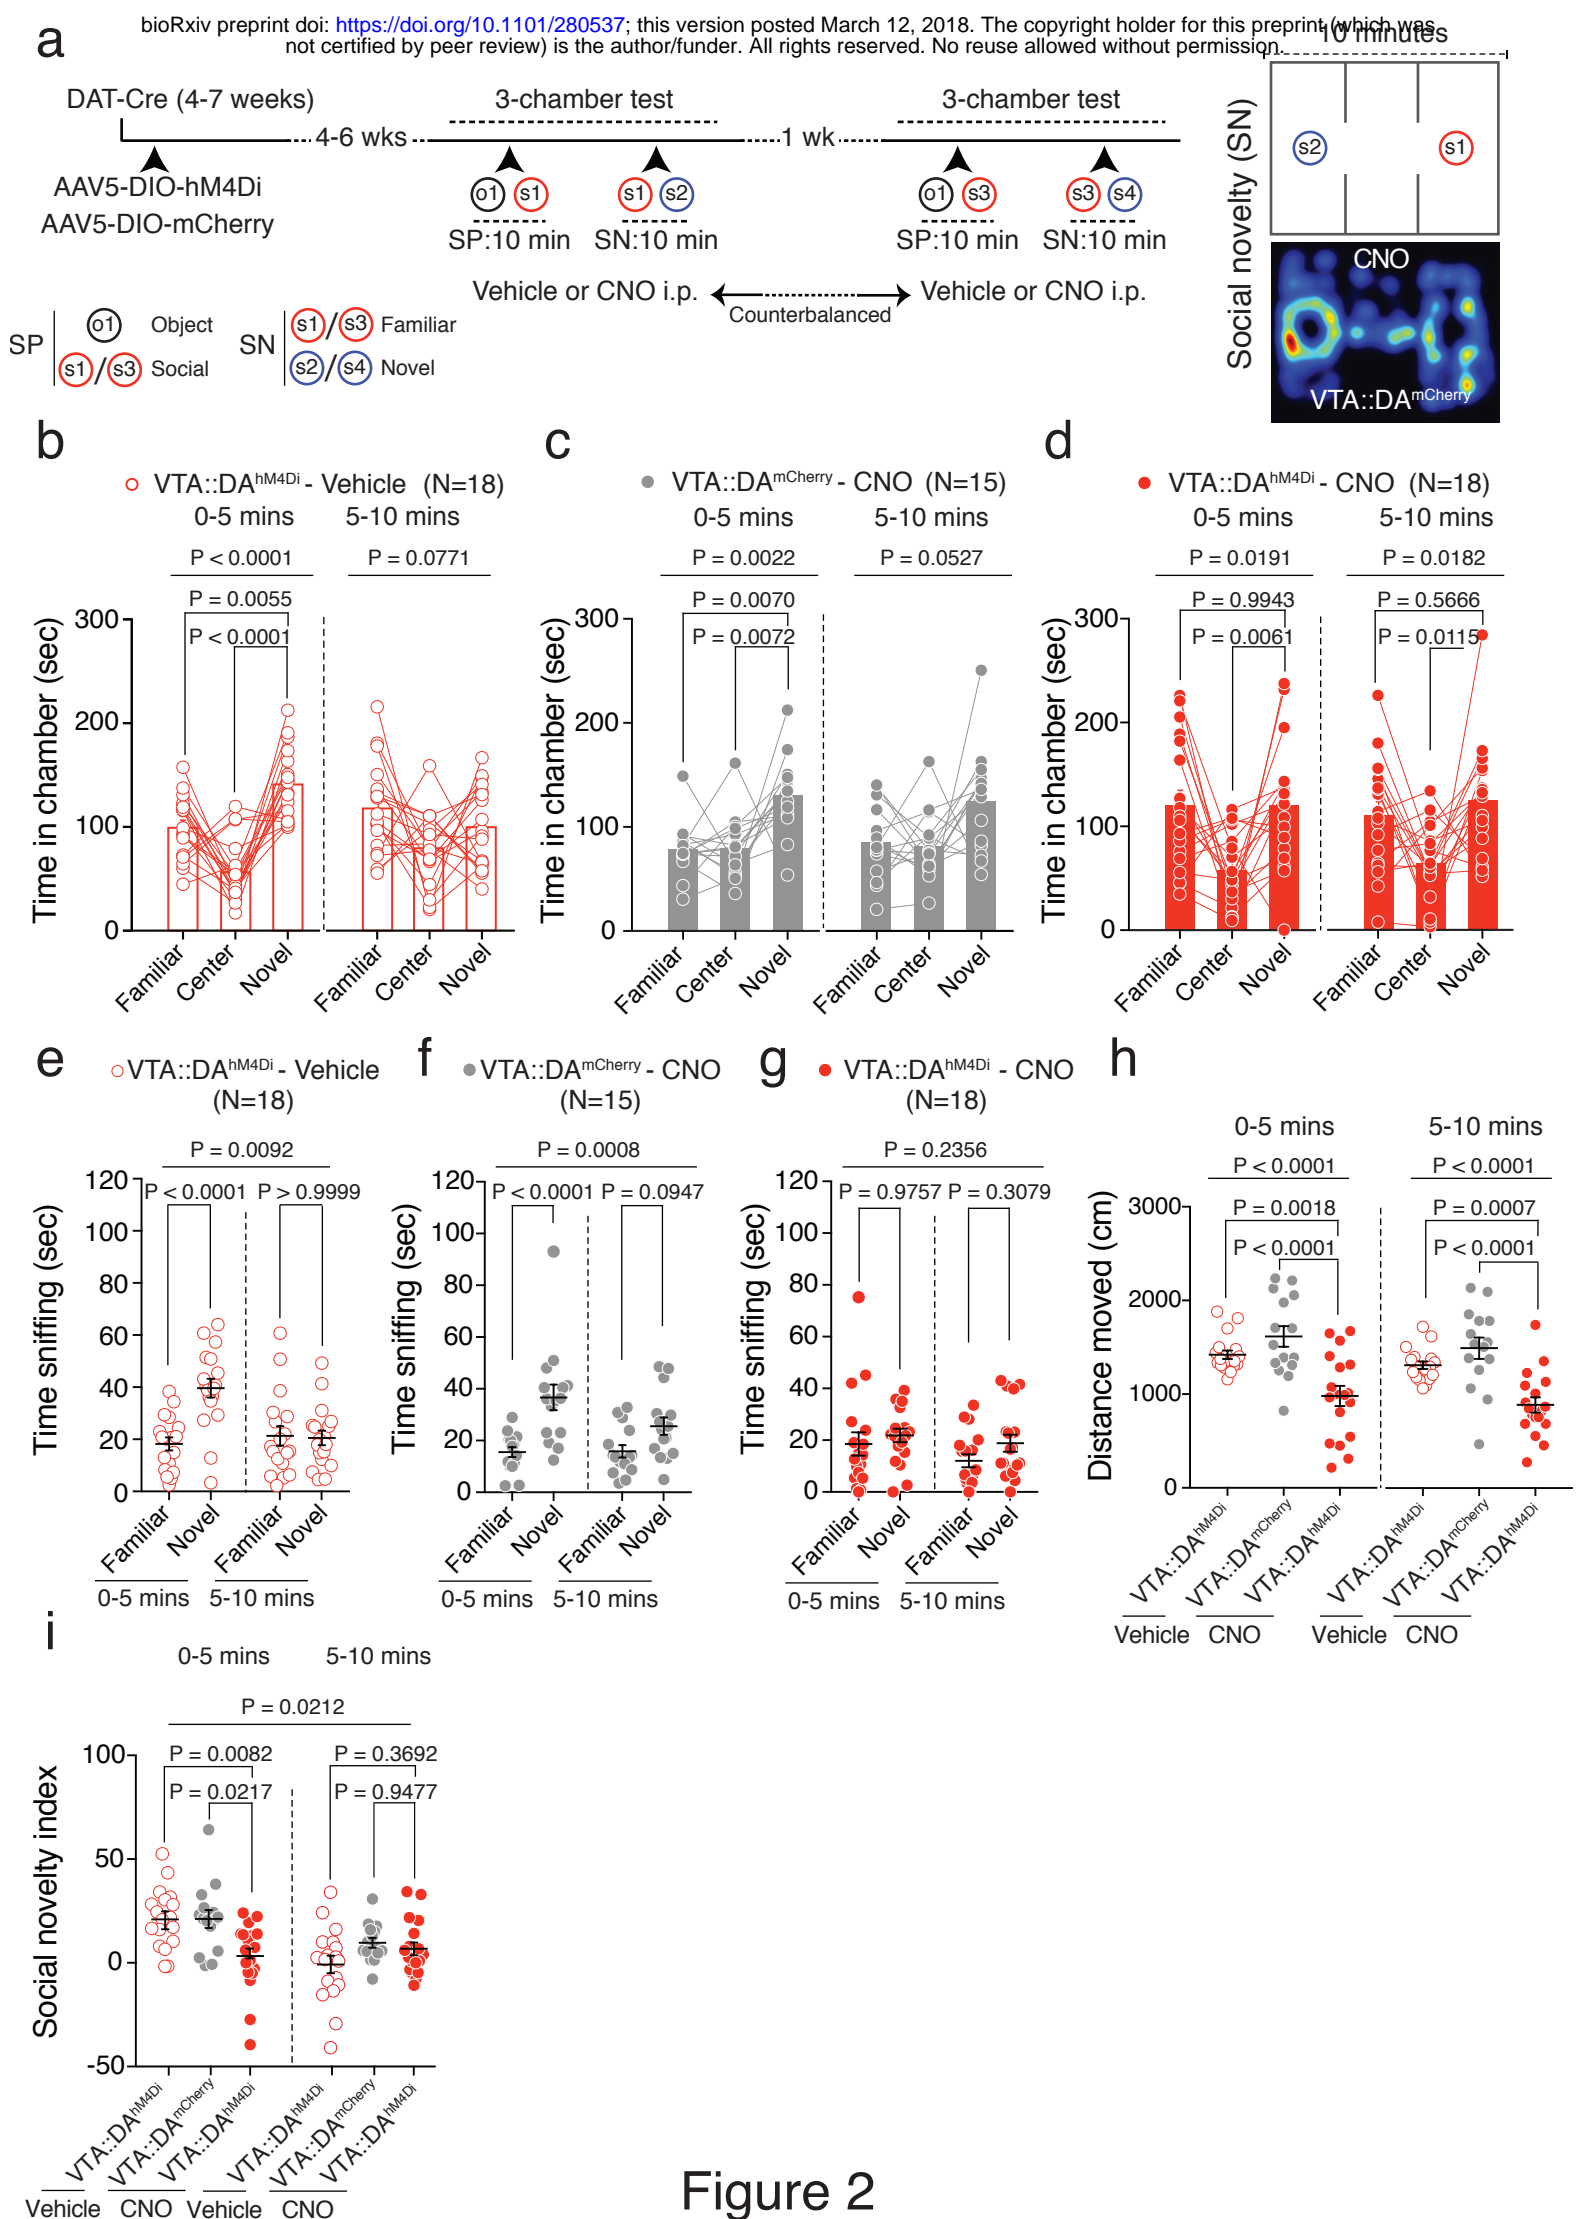 bioRxiv preprint doi: https://doi.org/10.1101/280537; this version posted March 12, 2018. The copyright holder for this preprint (which was
not certified by peer review) is the author/funder. All rights reserved. No reuse allowed without permission.
a
10 minutes
DAT-Cre (4-7 weeks)
3-chamber test
3-chamber test
4-6 wks
1 wk
AAV5-DIO-hM4Di
AAV5-DIO-mCherry
o1 s1 s1 s2 o1 s3 s3 s4
SP:10 min SN:10 min SP:10 min SN:10 min
Vehicle or CNO i.p. Vehicle or CNO i.p.
Counterbalanced
SP o1 Object
s1/s3 Social
SN s1/s3 Familiar
s2/s4 Novel
Social novelty (SN)
s2 s1
CNO
VTA::DAmCherry
b
VTA::DAhM4Di - Vehicle (N=18)
0-5 mins 5-10 mins
P < 0.0001 P = 0.0771
P = 0.0055
P < 0.0001
Time in chamber (sec)
300
200
100
0
Familiar Center Novel Familiar Center Novel
c
VTA::DAmCherry - CNO (N=15)
0-5 mins 5-10 mins
P = 0.0022 P = 0.0527
P = 0.0070
P = 0.0072
Time in chamber (sec)
300
200
100
0
Familiar Center Novel Familiar Center Novel
d
VTA::DAhM4Di - CNO (N=18)
0-5 mins 5-10 mins
P = 0.0191 P = 0.0182
P = 0.9943 P = 0.5666
P = 0.0061 P = 0.0115
Time in chamber (sec)
300
200
100
0
Familiar Center Novel Familiar Center Novel
e
VTA::DAhM4Di - Vehicle
(N=18)
P = 0.0092
P < 0.0001 P > 0.9999
Time sniffing (sec)
120
100
80
60
40
20
0
Familiar Novel Familiar Novel
0-5 mins 5-10 mins
f
VTA::DAmCherry - CNO
(N=15)
P = 0.0008
P < 0.0001 P = 0.0947
Time sniffing (sec)
120
100
80
60
40
20
0
Familiar Novel Familiar Novel
0-5 mins 5-10 mins
g
VTA::DAhM4Di - CNO
(N=18)
P = 0.2356
P = 0.9757 P = 0.3079
Time sniffing (sec)
120
100
80
60
40
20
0
Familiar Novel Familiar Novel
0-5 mins 5-10 mins
h
0-5 mins 5-10 mins
P < 0.0001 P < 0.0001
P = 0.0018 P = 0.0007
P < 0.0001 P < 0.0001
Distance moved (cm)
3000
2000
1000
0
VTA::DAhM4Di VTA::DAmCherry VTA::DAhM4Di VTA::DAhM4Di VTA::DAmCherry VTA::DAhM4Di
Vehicle CNO Vehicle CNO
i
0-5 mins 5-10 mins
P = 0.0212
P = 0.0082 P = 0.3692
P = 0.0217 P = 0.9477
Social novelty index
100
50
0
-50
VTA::DAhM4Di VTA::DAmCherry VTA::DAhM4Di VTA::DAhM4Di VTA::DAmCherry VTA::DAhM4Di
Vehicle CNO Vehicle CNO
Figure 2